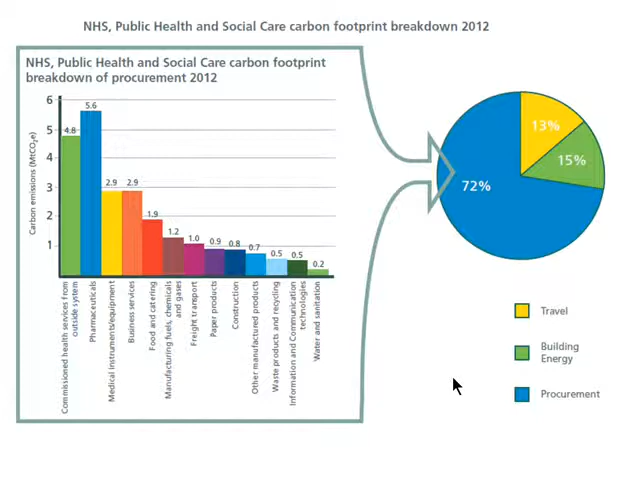 NHS, Public Health and Social Care carbon footprint breakdown 2012
NHS, Public Health and Social Care carbon footprint
breakdown of procurement 2012
Carbon emissions (MtCO₂e)
6
5
4
3
2
1
4.8
5.6
2.9
2.9
1.9
1.2
1.0
0.9
0.8
0.7
0.5
0.5
0.2
Commissioned health services from
outside system
Pharmaceuticals
Medical Instruments/equipment
Business services
Food and catering
Manufacturing fuels, chemicals
and gases
Freight transport
Paper products
Construction
Other manufactured products
Waste products and recycling
Information and Communication
technologies
Water and sanitation
13%
15%
72%
Travel
Building
Energy
Procurement